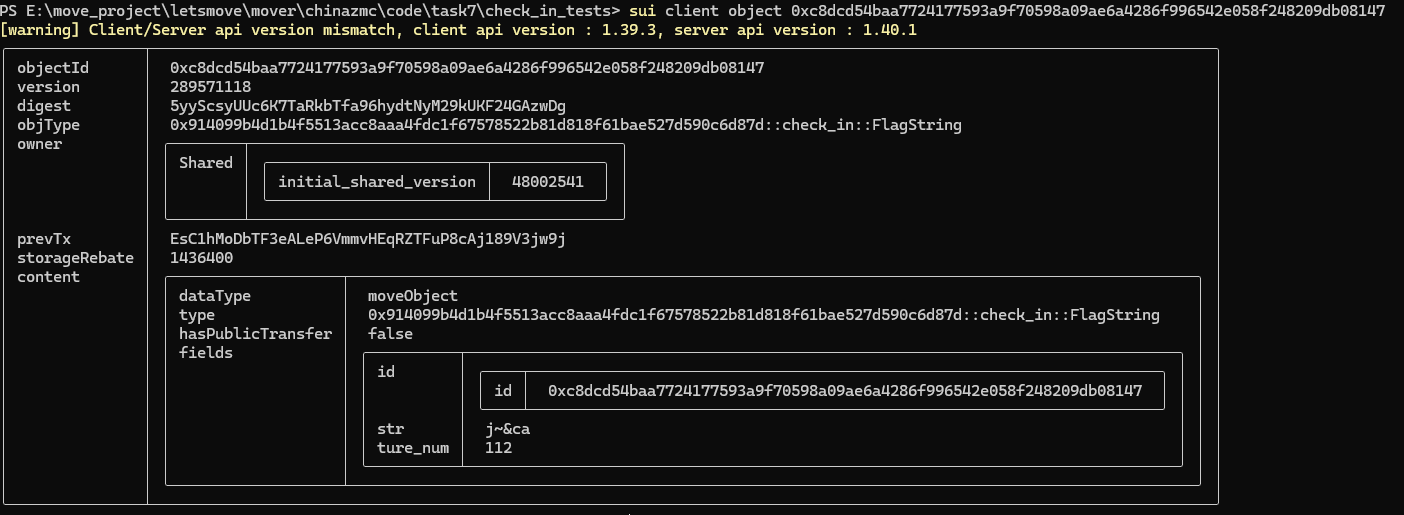 PS E:\move_project\letsmove\mover\chinazmc\code\task7\check_in_tests> sui client object 0xc8dcd54baa7724177593a9f70598a09ae6a4286f996542e058f248209db08147
[warning] Client/Server api version mismatch, client api version : 1.39.3, server api version : 1.40.1
objectId 0xc8dcd54baa7724177593a9f70598a09ae6a4286f996542e058f248209db08147
version 289571118
digest 5yyScsyUUc6K7TaRkbTfa96hydtNyM29kUKF24GAzwDg
objType 0x914099b4d1b4f5513acc8aaa4fdc1f67578522b81d818f61bae527d590c6d87d::check_in::FlagString
owner
Shared
initial_shared_version 48002541
prevTx EsC1hMoDbTF3eALeP6VmmvHEqRZTFuP8cAj189V3jw9j
storageRebate 1436400
content
dataType moveObject
type 0x914099b4d1b4f5513acc8aaa4fdc1f67578522b81d818f61bae527d590c6d87d::check_in::FlagString
hasPublicTransfer false
fields
id
id 0xc8dcd54baa7724177593a9f70598a09ae6a4286f996542e058f248209db08147
str j~&ca
ture_num 112